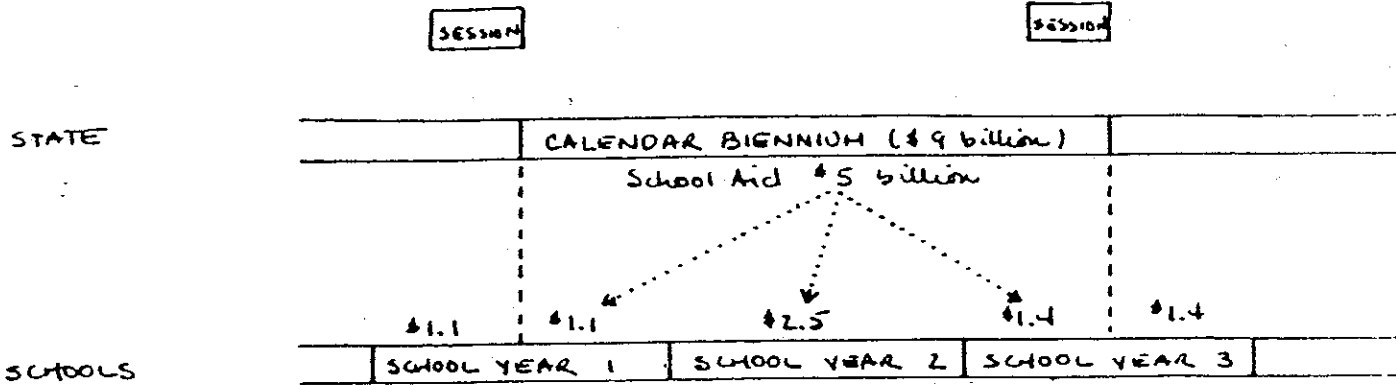 SESSION SESSION
STATE CALENDAR BIENNIUM ($ 9 billion)
School Aid $5 billion
$1.1 $1.1 $2.5 $1.4 $1.4
SCHOOLS SCHOOL YEAR 1 SCHOOL YEAR 2 SCHOOL YEAR 3